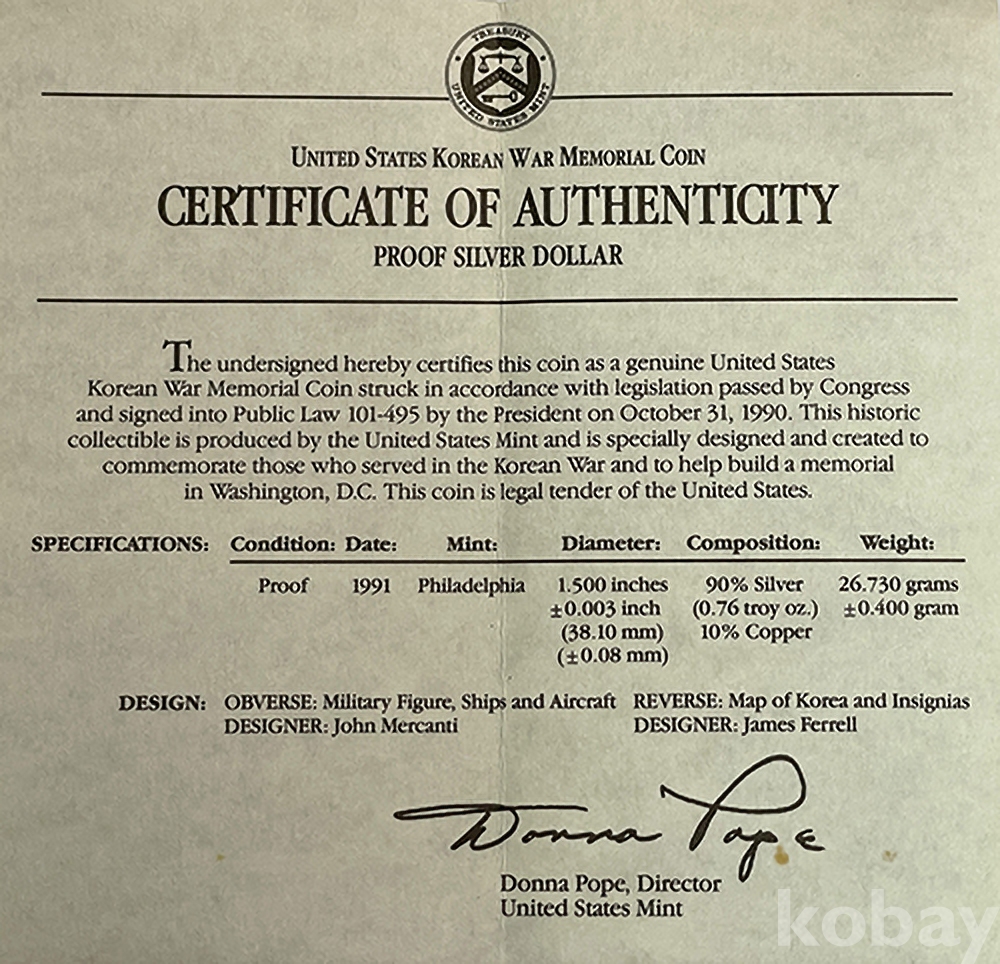 TREASURY
UNITED STATES MINT
UNITED STATES KOREAN WAR MEMORIAL COIN
CERTIFICATE OF AUTHENTICITY
PROOF SILVER DOLLAR
The undersigned hereby certifies this coin as a genuine United States
Korean War Memorial Coin struck in accordance with legislation passed by Congress
and signed into Public Law 101-495 by the President on October 31, 1990. This historic
collectible is produced by the United States Mint and is specially designed and created to
commemorate those who served in the Korean War and to help build a memorial
in Washington, D.C. This coin is legal tender of the United States.
SPECIFICATIONS: Condition: Date: Mint: Diameter: Composition: Weight:
Proof 1991 Philadelphia 1.500 inches 90% Silver 26.730 grams
±0.003 inch (0.76 troy oz.) ±0.400 gram
(38.10 mm) 10% Copper
(±0.08 mm)
DESIGN: OBVERSE: Military Figure, Ships and Aircraft REVERSE: Map of Korea and Insignias
DESIGNER: John Mercanti DESIGNER: James Ferrell
Donna Pope
Donna Pope, Director
United States Mint
kobay